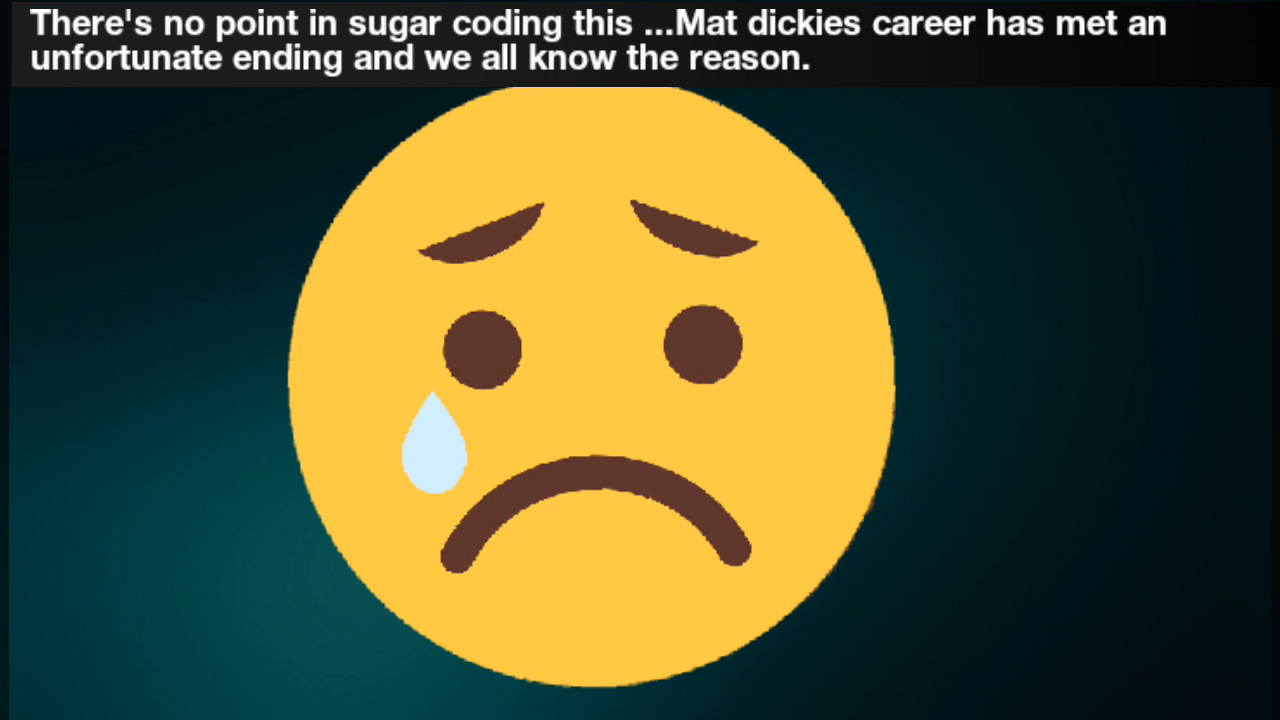 There's no point in sugar coding this ...Mat dickies career has met an
unfortunate ending and we all know the reason.